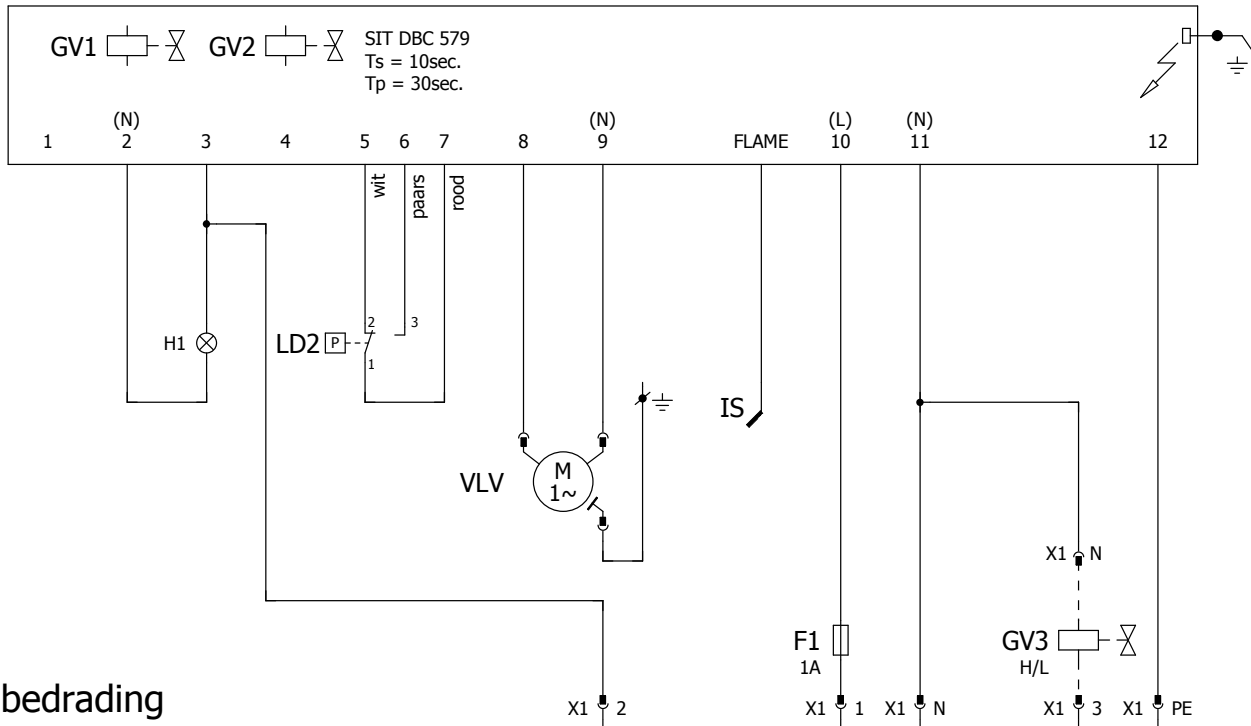 GV1 GV2 SIT DBC 579
Ts = 10sec.
Tp = 30sec.
(N) (N) (L) (N)
1 2 3 4 5 6 7 8 9 FLAME 10 11 12
wit paars rood
H1 LD2 P 2 3
1
IS
VLV M
1~
X1 N
F1 GV3
1A H/L
bedrading X1 2 X1 1 X1 N X1 3 X1 PE